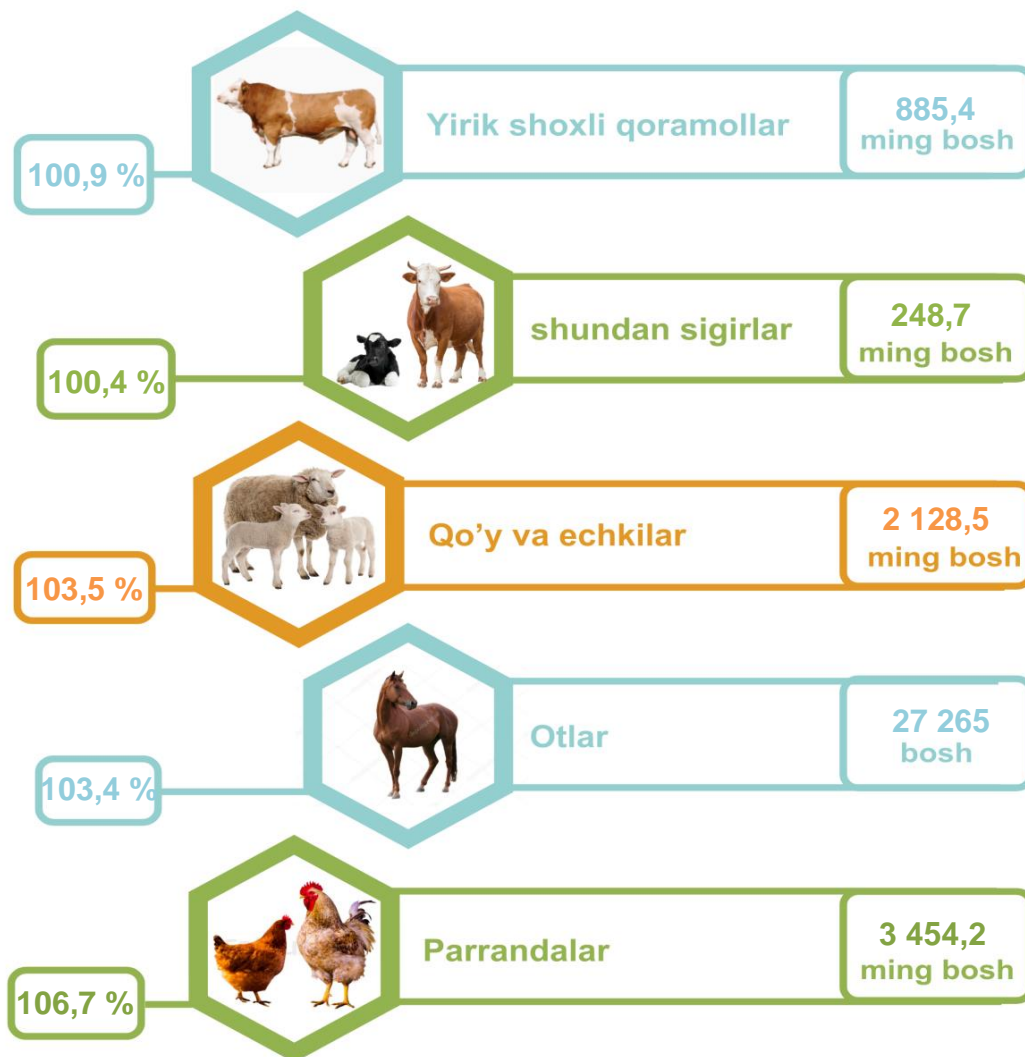 Yirik shoxli qoramollar
885,4
ming bosh
100,9 %
shundan sigirlar
248,7
ming bosh
100,4 %
Qo'y va echkilar
2 128,5
ming bosh
103,5 %
Otlar
27 265
bosh
103,4 %
Parrandalar
3 454,2
ming bosh
106,7 %